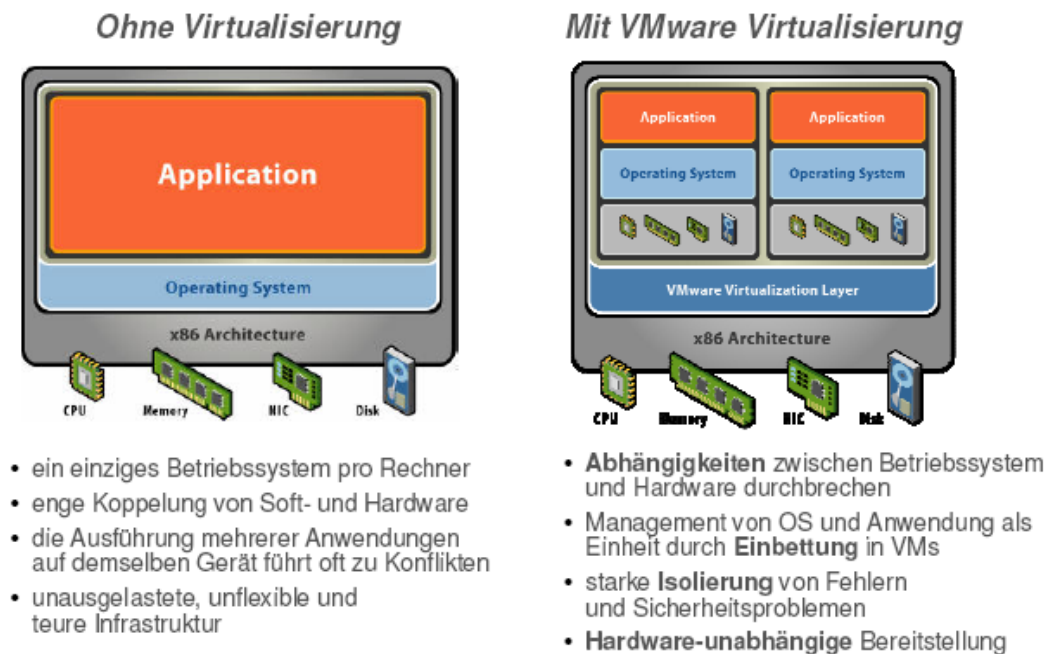 Ohne Virtualisierung
Application
Operating System
x86 Architecture
CPU
Memory
NIC
Disk
• ein einziges Betriebssystem pro Rechner
• enge Koppelung von Soft- und Hardware
• die Ausführung mehrerer Anwendungen
auf demselben Gerät führt oft zu Konflikten
• unausgelastete, unflexible und
teure Infrastruktur
Mit VMware Virtualisierung
Application
Application
Operating System
Operating System
VMware Virtualization Layer
x86 Architecture
CPU
Memory
NIC
Disk
• Abhängigkeiten zwischen Betriebssystem
und Hardware durchbrechen
• Management von OS und Anwendung als
Einheit durch Einbettung in VMs
• starke Isolierung von Fehlern
und Sicherheitsproblemen
• Hardware-unabhängige Bereitstellung